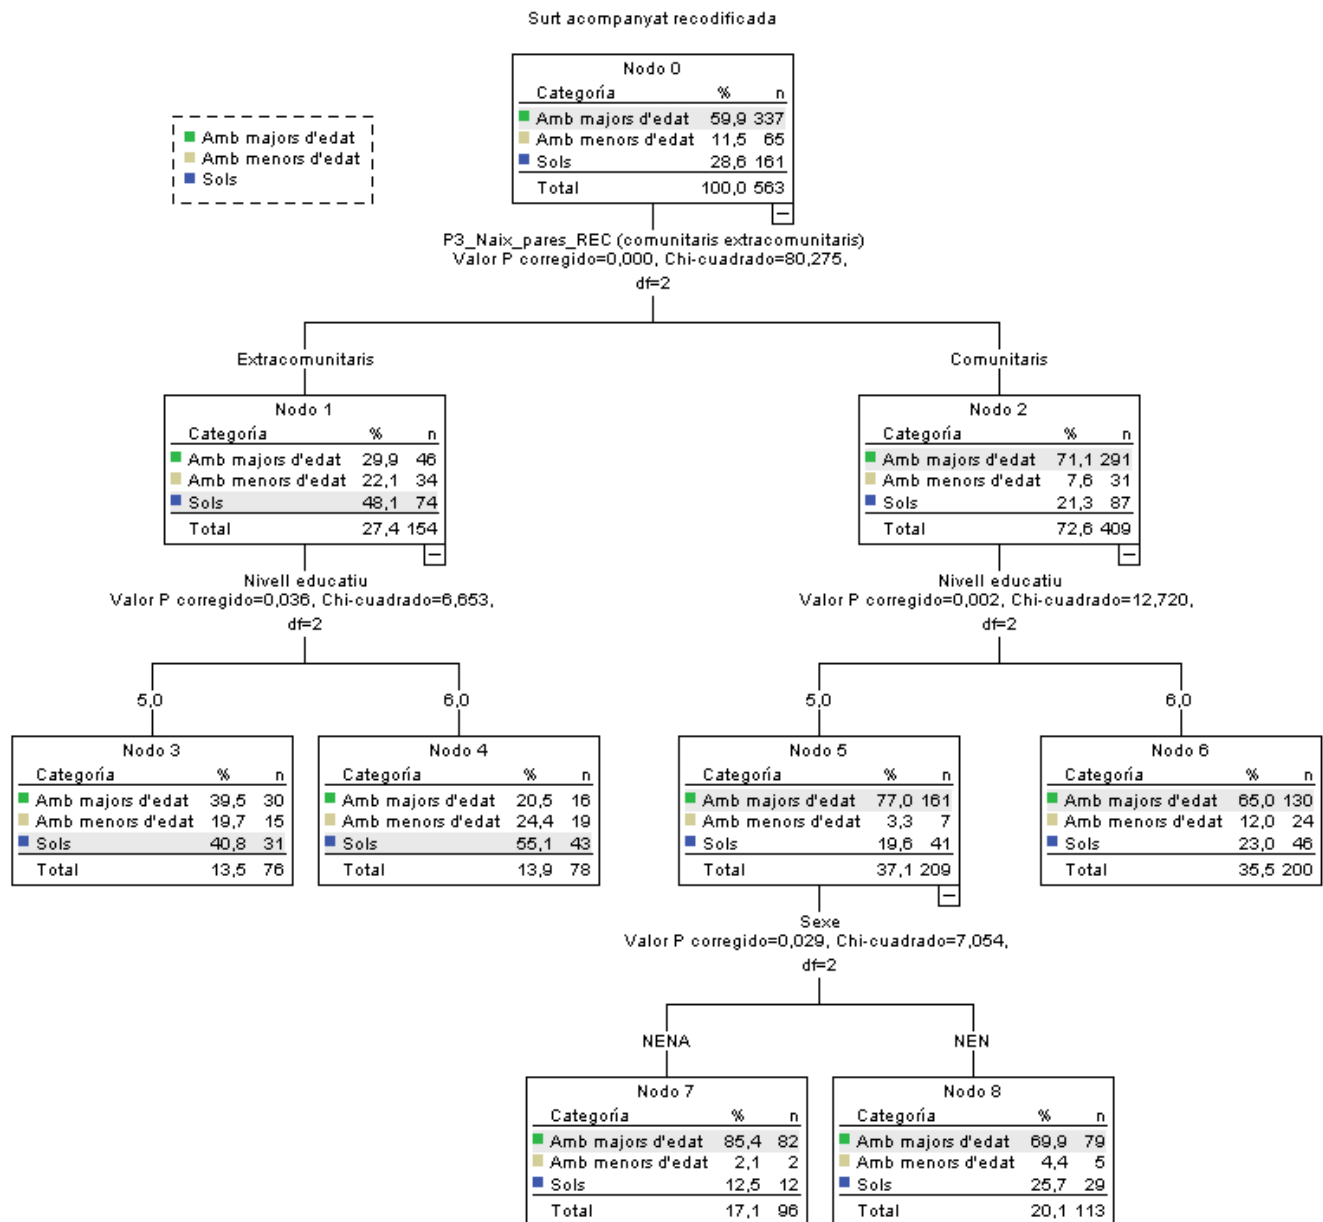 Surt acompanyat recodificada
Amb majors d'edat
Amb menors d'edat
Sols
Nodo 0
Categoría % n
Amb majors d'edat 59,9 337
Amb menors d'edat 11,5 65
Sols 28,6 161
Total 100,0 563
P3_Naix_pares_REC (comunitaris extracomunitaris)
Valor P corregido=0,000, Chi-cuadrado=80,275,
df=2
Extracomunitaris
Comunitaris
Nodo 1
Categoría % n
Amb majors d'edat 29,9 46
Amb menors d'edat 22,1 34
Sols 48,1 74
Total 27,4 154
Nodo 2
Categoría % n
Amb majors d'edat 71,1 291
Amb menors d'edat 7,6 31
Sols 21,3 87
Total 72,6 409
Nivell educatiu
Valor P corregido=0,036, Chi-cuadrado=6,653,
df=2
Nivell educatiu
Valor P corregido=0,002, Chi-cuadrado=12,720,
df=2
5,0
6,0
5,0
6,0
Nodo 3
Categoría % n
Amb majors d'edat 39,5 30
Amb menors d'edat 19,7 15
Sols 40,8 31
Total 13,5 76
Nodo 4
Categoría % n
Amb majors d'edat 20,5 16
Amb menors d'edat 24,4 19
Sols 55,1 43
Total 13,9 78
Nodo 5
Categoría % n
Amb majors d'edat 77,0 161
Amb menors d'edat 3,3 7
Sols 19,6 41
Total 37,1 209
Nodo 6
Categoría % n
Amb majors d'edat 65,0 130
Amb menors d'edat 12,0 24
Sols 23,0 46
Total 35,5 200
Sexe
Valor P corregido=0,029, Chi-cuadrado=7,054,
df=2
NENA
NEN
Nodo 7
Categoría % n
Amb majors d'edat 85,4 82
Amb menors d'edat 2,1 2
Sols 12,5 12
Total 17,1 96
Nodo 8
Categoría % n
Amb majors d'edat 69,9 79
Amb menors d'edat 4,4 5
Sols 25,7 29
Total 20,1 113